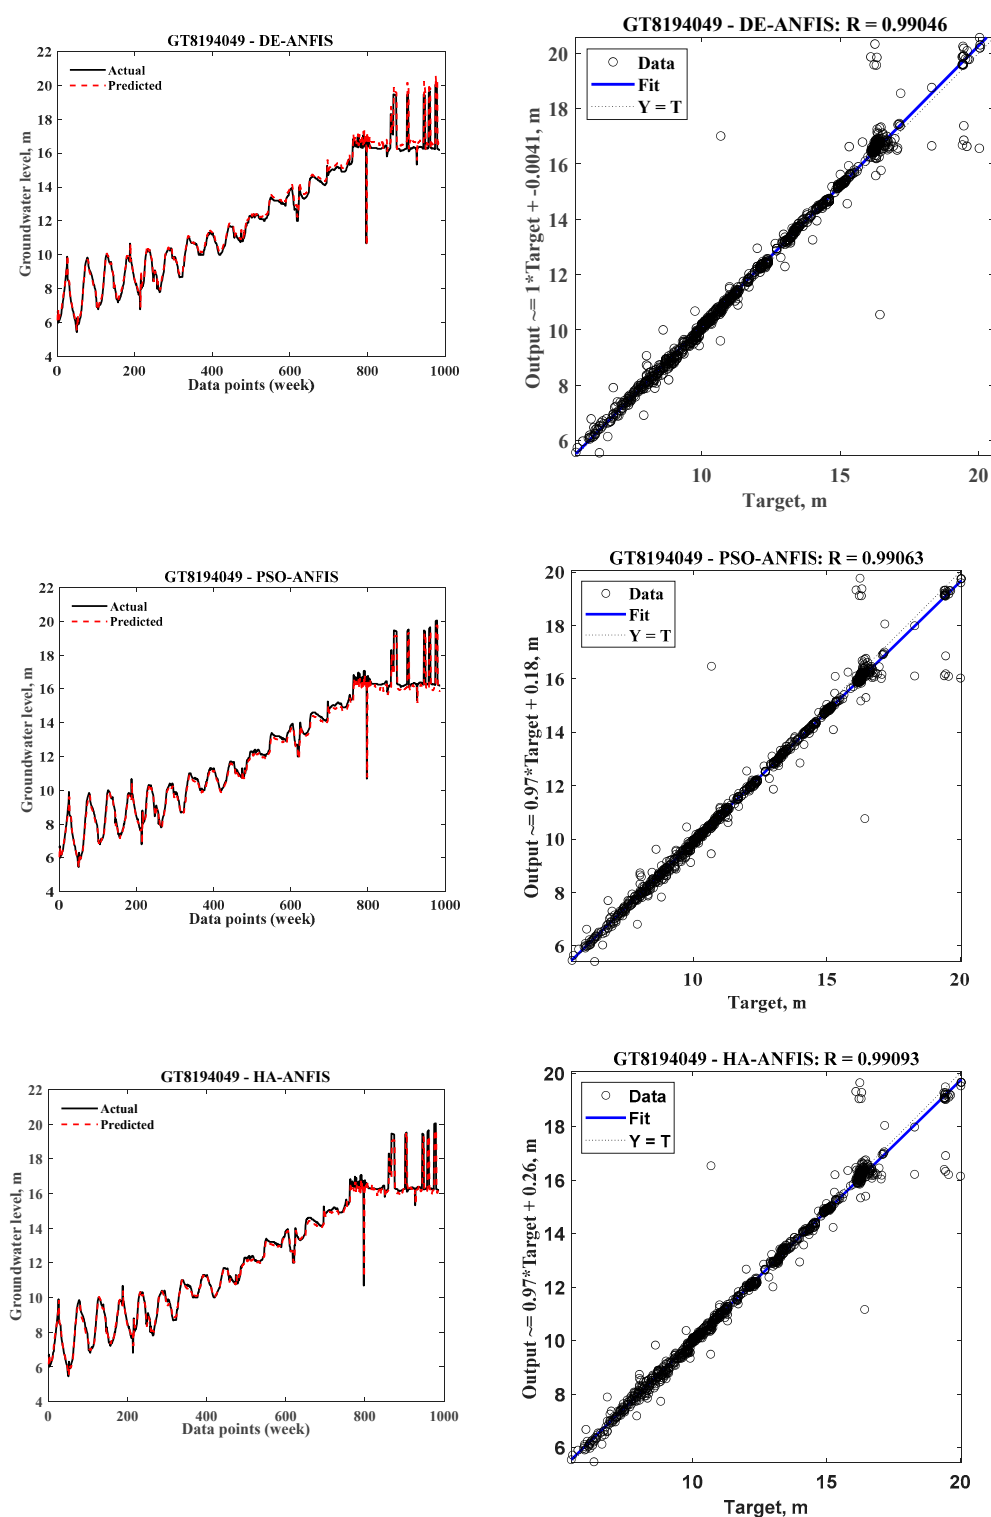 GT8194049 - DE-ANFIS
Actual
Predicted
Groundwater level, m
22
20
18
16
14
12
10
8
6
4
0
200
400
600
800
1000
Data points (week)
GT8194049 - DE-ANFIS: R = 0.99046
Data
Fit
Y = T
Output ~= 1*Target + -0.0041, m
20
18
16
14
12
10
8
6
10
15
20
Target, m
GT8194049 - PSO-ANFIS
Actual
Predicted
Groundwater level, m
22
20
18
16
14
12
10
8
6
4
0
200
400
600
800
1000
Data points (week)
GT8194049 - PSO-ANFIS: R = 0.99063
Data
Fit
Y = T
Output ~= 0.97*Target + 0.18, m
20
18
16
14
12
10
8
6
10
15
20
Target, m
GT8194049 - HA-ANFIS
Actual
Predicted
Groundwater level, m
22
20
18
16
14
12
10
8
6
4
0
200
400
600
800
1000
Data points (week)
GT8194049 - HA-ANFIS: R = 0.99093
Data
Fit
Y = T
Output ~= 0.97*Target + 0.26, m
20
18
16
14
12
10
8
6
10
15
20
Target, m